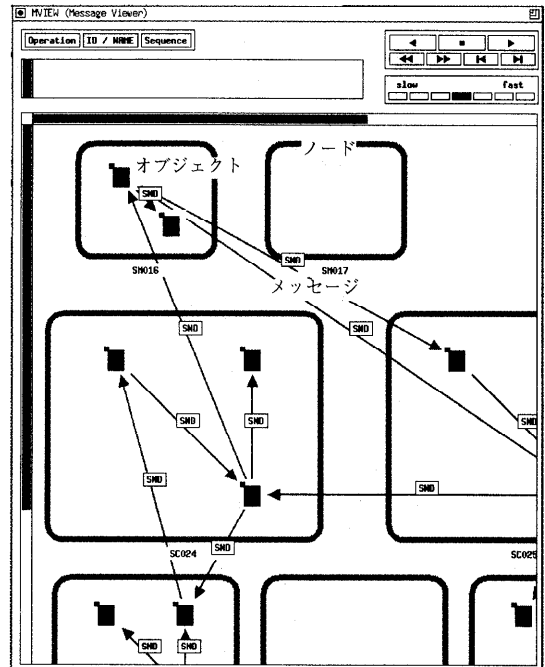 MVIEW (Message Viewer)
Operation
ID / NAME
Sequence
slow
fast
オブジェクト
ノード
SND
SND
SM016
SM017
メッセージ
SND
SND
SND
SND
SND
SND
SND
SND
SC024
SC025
SND
SND